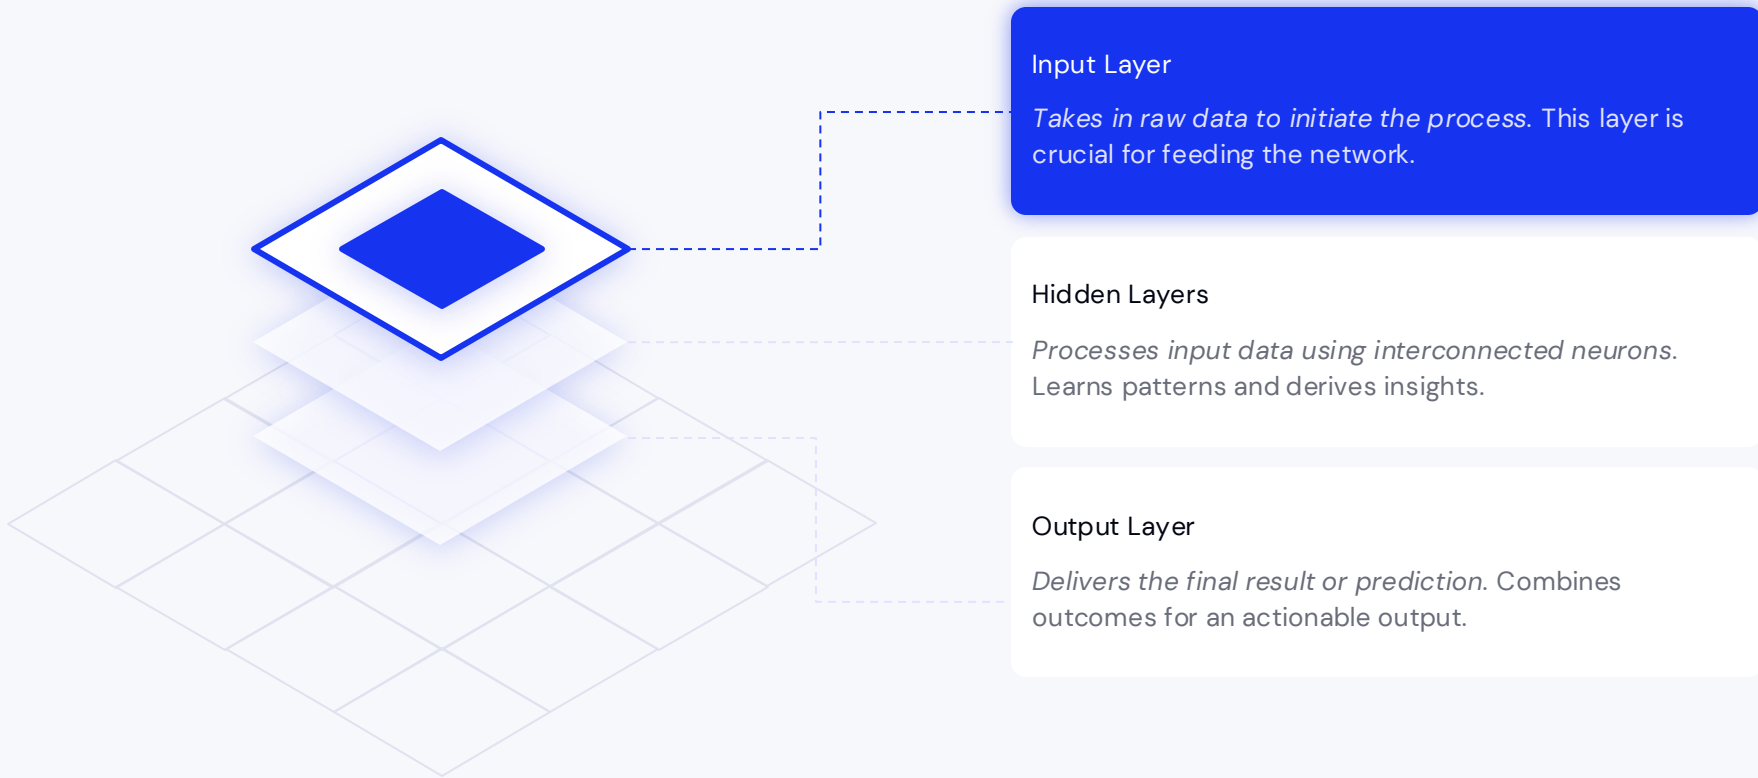 Input Layer
Takes in raw data to initiate the process. This layer is
crucial for feeding the network.
Hidden Layers
Processes input data using interconnected neurons.
Learns patterns and derives insights.
Output Layer
Delivers the final result or prediction. Combines
outcomes for an actionable output.